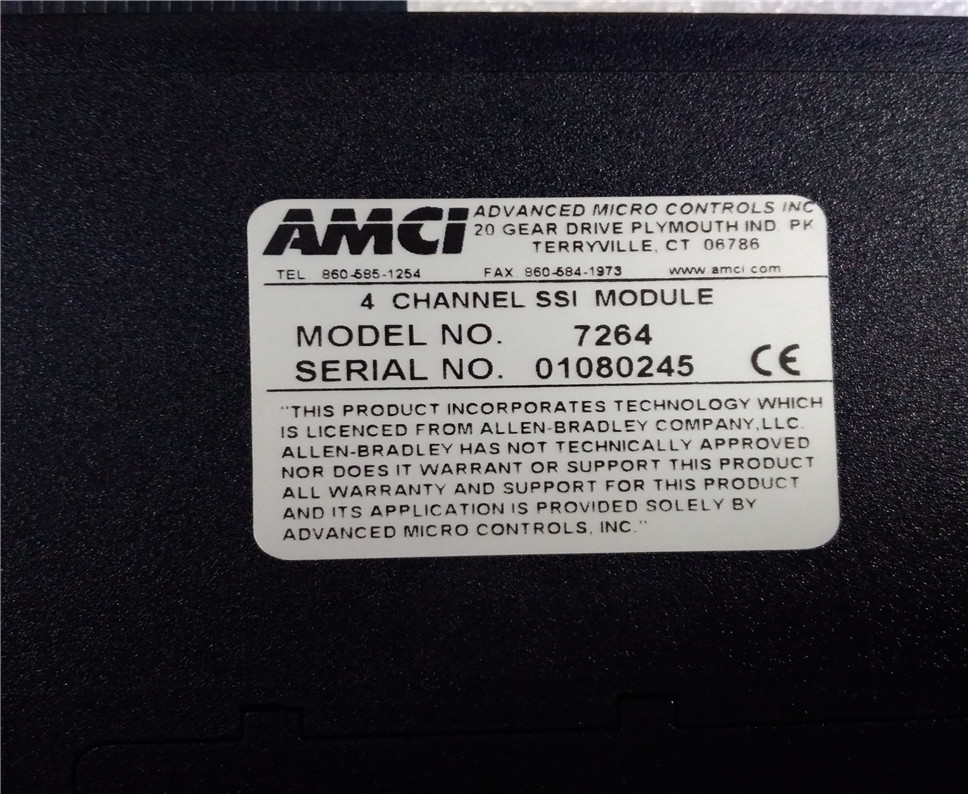 AMCI
ADVANCED MICRO CONTROLS INC
20 GEAR DRIVE PLYMOUTH IND. PK
TERRYVILLE, CT 06786
TEL 860-585-1254 FAX 860-584-1973 www.amci.com
4 CHANNEL SSI MODULE
MODEL NO. 7264
SERIAL NO. 01080245 CE
"THIS PRODUCT INCORPORATES TECHNOLOGY WHICH
IS LICENCED FROM ALLEN-BRADLEY COMPANY,LLC.
ALLEN-BRADLEY HAS NOT TECHNICALLY APPROVED
NOR DOES IT WARRANT OR SUPPORT THIS PRODUCT
ALL WARRANTY AND SUPPORT FOR THIS PRODUCT
AND ITS APPLICATION IS PROVIDED SOLELY BY
ADVANCED MICRO CONTROLS, INC."